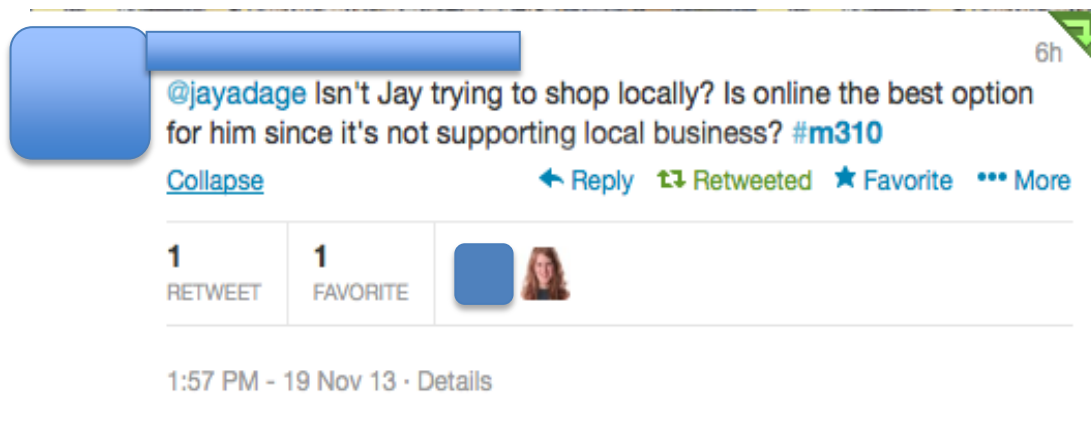 6h
@jayadage Isn't Jay trying to shop locally? Is online the best option
for him since it's not supporting local business? #m310
Collapse Reply Retweeted Favorite More
1 1
RETWEET FAVORITE
1:57 PM - 19 Nov 13 · Details